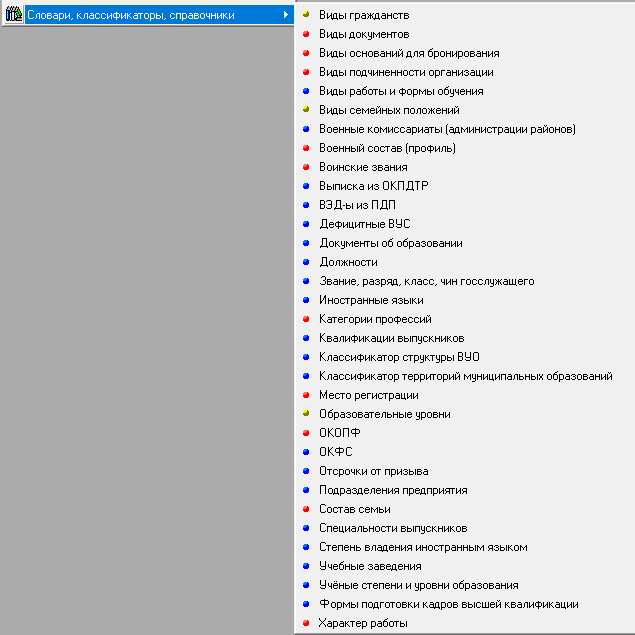 Словари, классификаторы, справочники
Виды гражданств
Виды документов
Виды оснований для бронирования
Виды подчиненности организации
Виды работы и формы обучения
Виды семейных положений
Военные комиссариаты (администрации районов)
Военный состав (профиль)
Воинские звания
Выписка из ОКПДТР
ВЭД-ы из ПДП
Дефицитные ВУС
Документы об образовании
Должности
Звание, разряд, класс, чин госслужащего
Иностранные языки
Категории профессий
Квалификации выпускников
Классификатор структуры ВУО
Классификатор территорий муниципальных образований
Место регистрации
Образовательные уровни
ОКОПФ
ОКФС
Отсрочки от призыва
Подразделения предприятия
Состав семьи
Специальности выпускников
Степень владения иностранным языком
Учебные заведения
Учёные степени и уровни образования
Формы подготовки кадров высшей квалификации
Характер работы